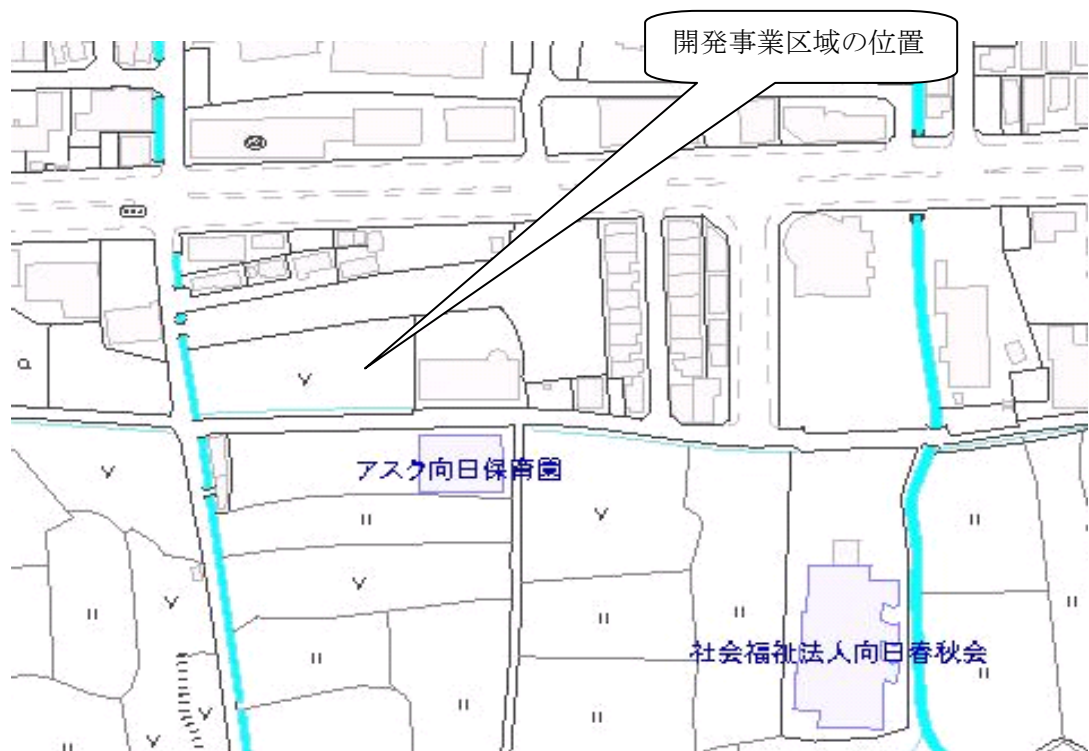 開発事業区域の位置
アスク向日保育園
社会福祉法人向日春秋会